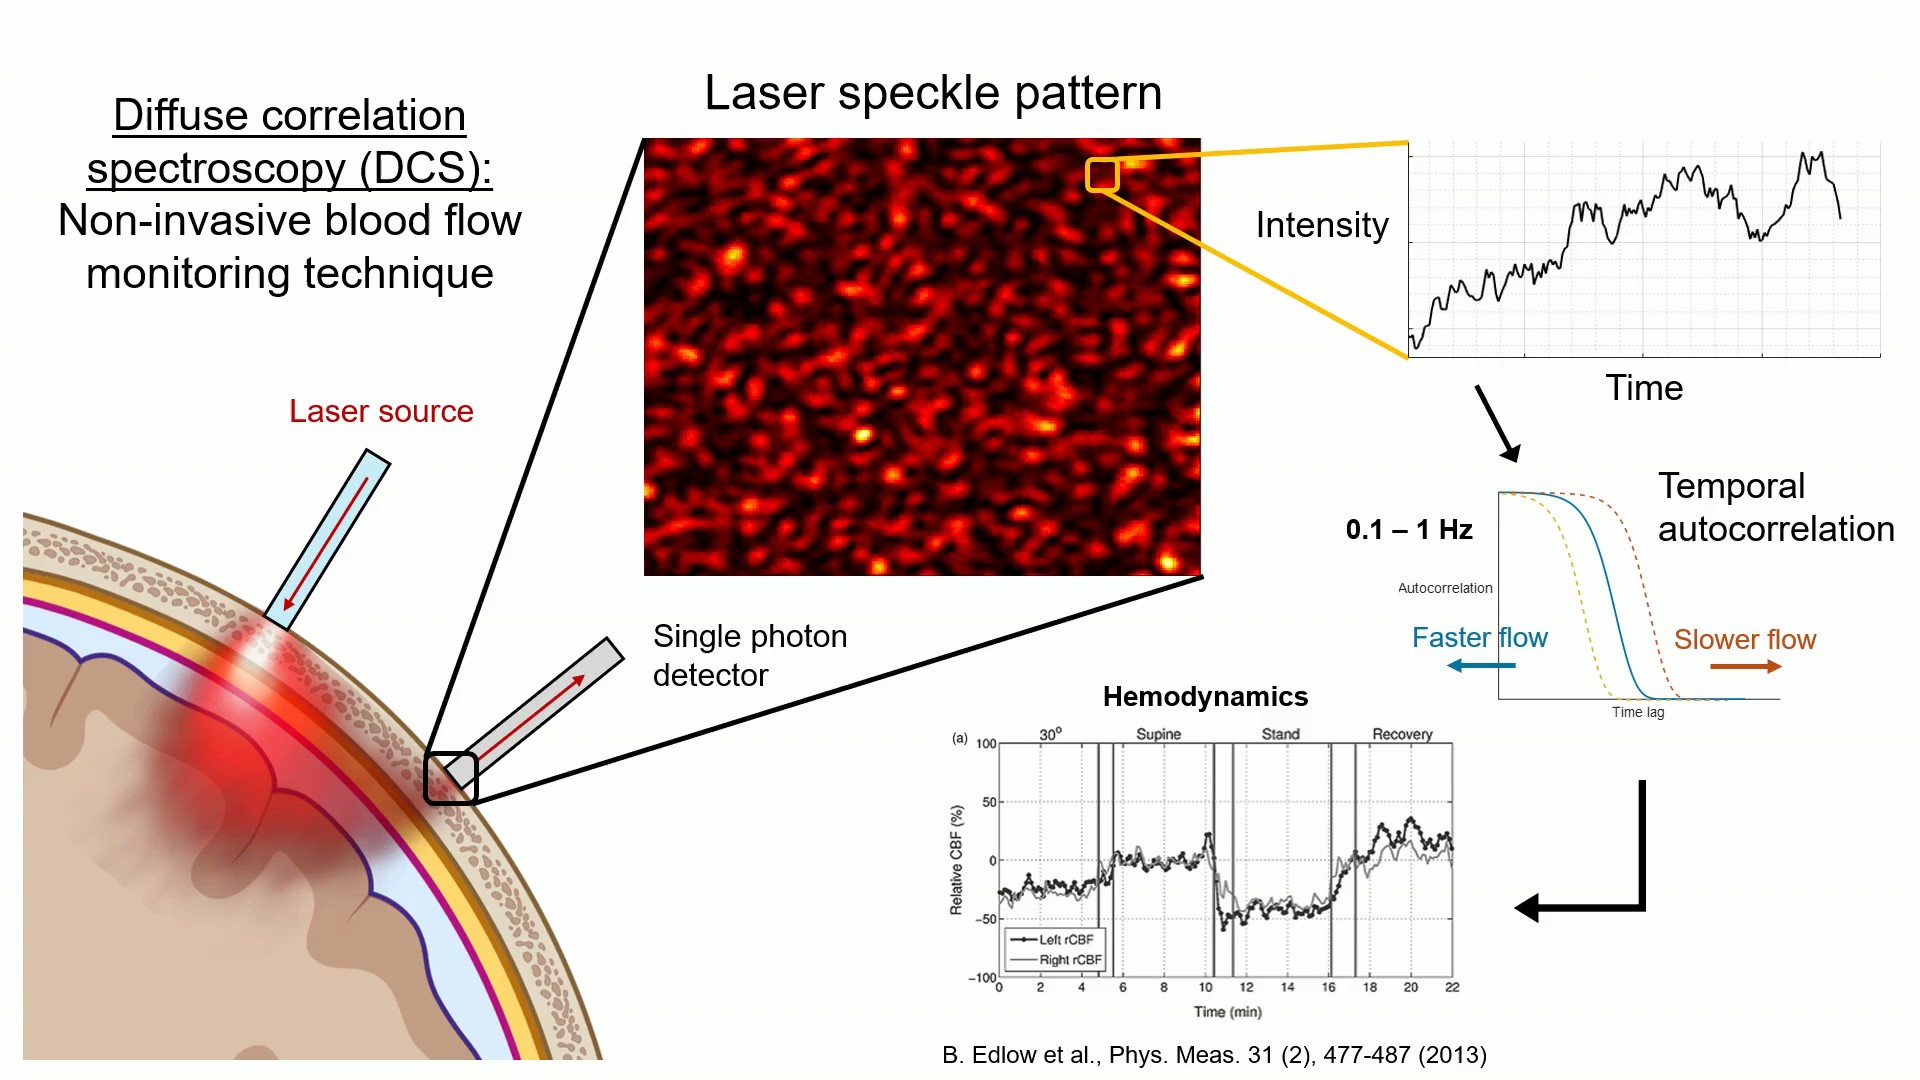 Diffuse correlation
spectroscopy (DCS):
Non-invasive blood flow
monitoring technique
Laser source
Laser speckle pattern
Single photon
detector
Intensity
Time
0.1 – 1 Hz
Temporal
autocorrelation
Autocorrelation
Faster flow
Slower flow
Time lag
Hemodynamics
(a)
30º
Supine
Stand
Recovery
100
50
0
−50
−100
Relative CBF (%)
Left rCBF
Right rCBF
0 2 4 6 8 10 12 14 16 18 20 22
Time (min)
B. Edlow et al., Phys. Meas. 31 (2), 477-487 (2013)